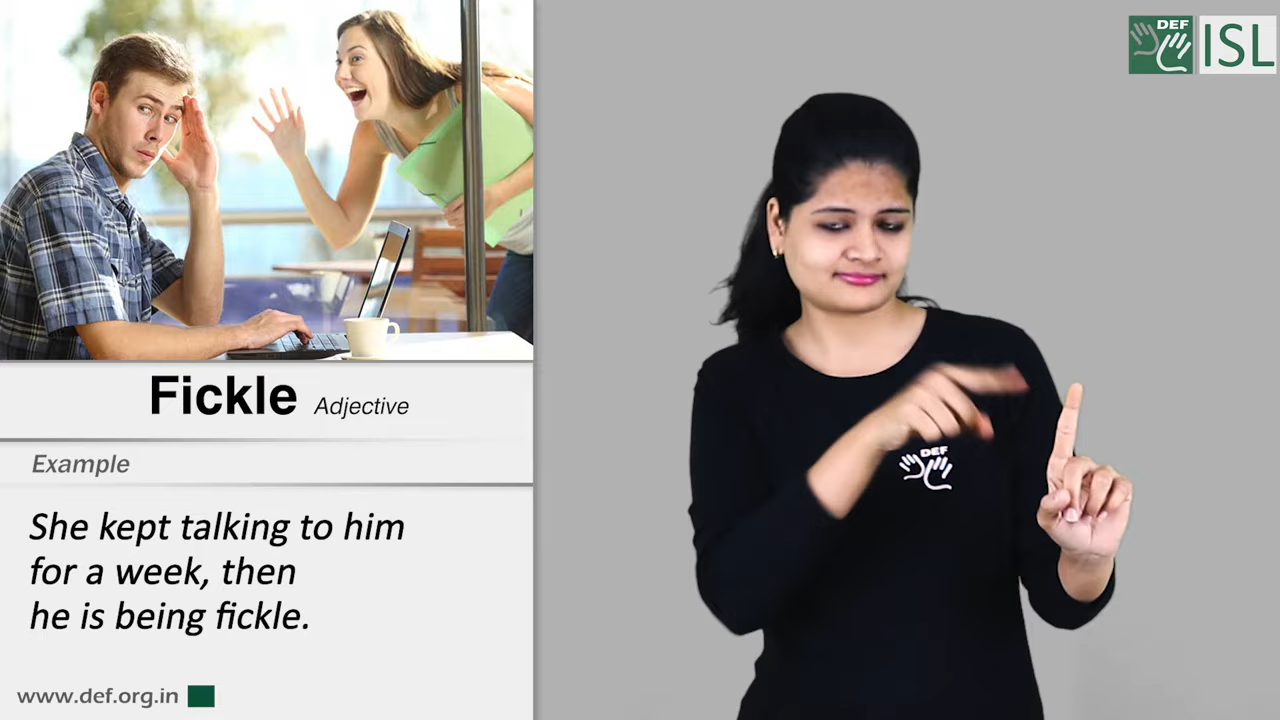 DEF
ISL
Fickle Adjective
Example
She kept talking to him
for a week, then
he is being fickle.
DEF
www.def.org.in